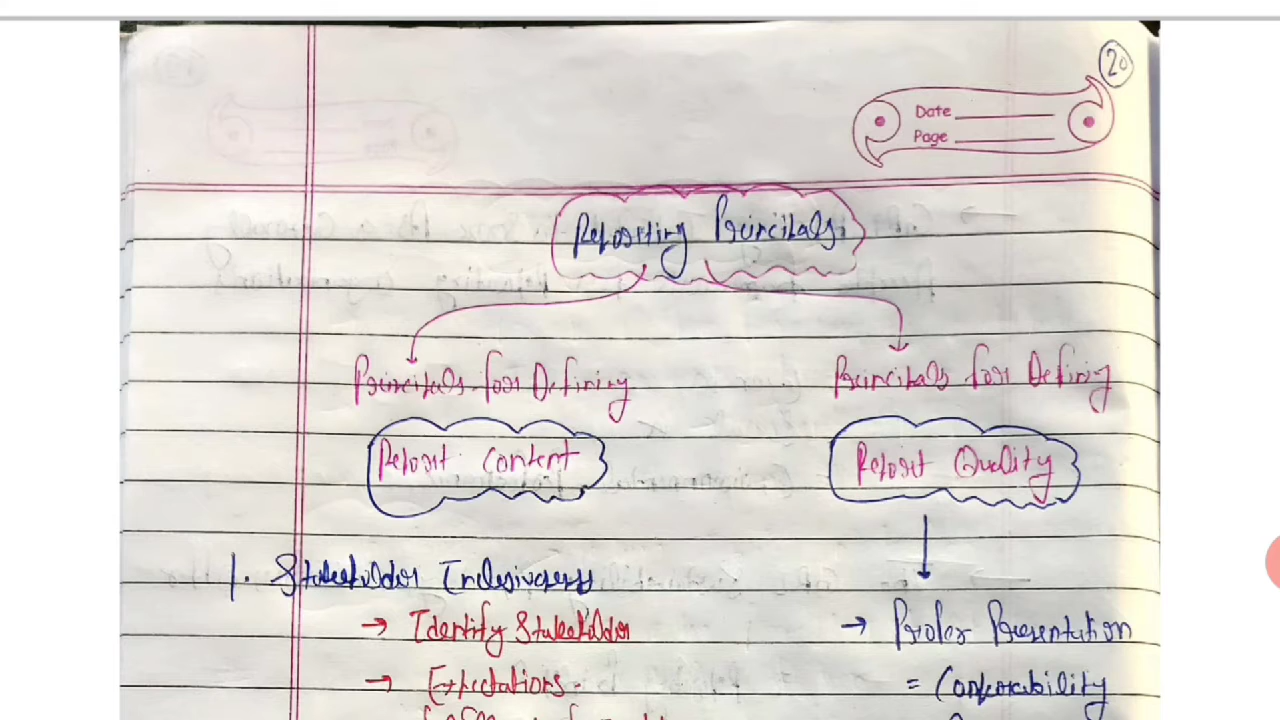 20
Date
Page
Reporting Principals.
Principals for Defining
Report Content
Principals for Defining
Report Quality
1. Stakeholder Inclusiveness
→ Identify Stakeholder
→ Expectations.
→ Proper Presentation
= Comparability